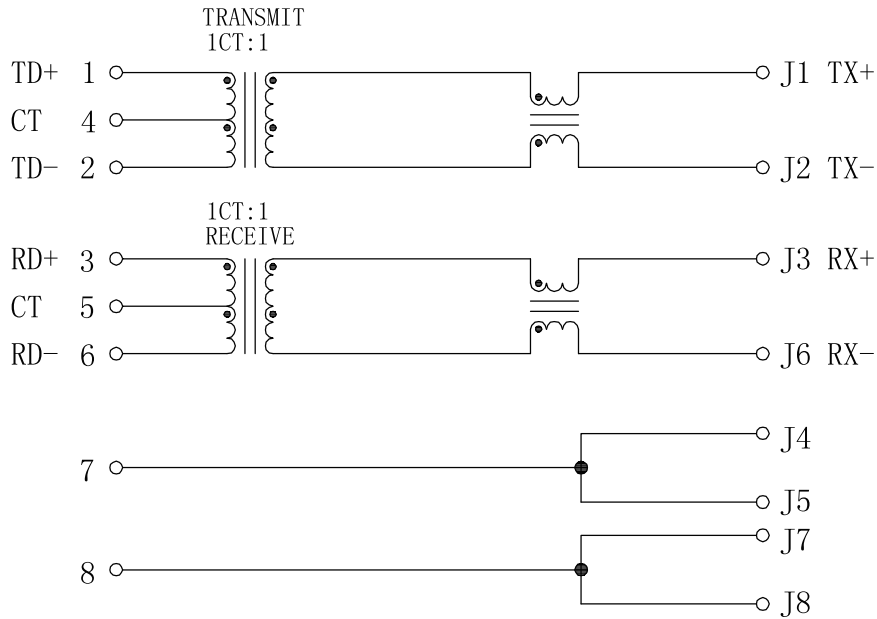 TRANSMIT
1CT:1
TD+ 1 J1 TX+
CT 4
TD- 2 J2 TX-
1CT:1
RECEIVE
RD+ 3 J3 RX+
CT 5
RD- 6 J6 RX-
J4
7
J5
J7
8
J8